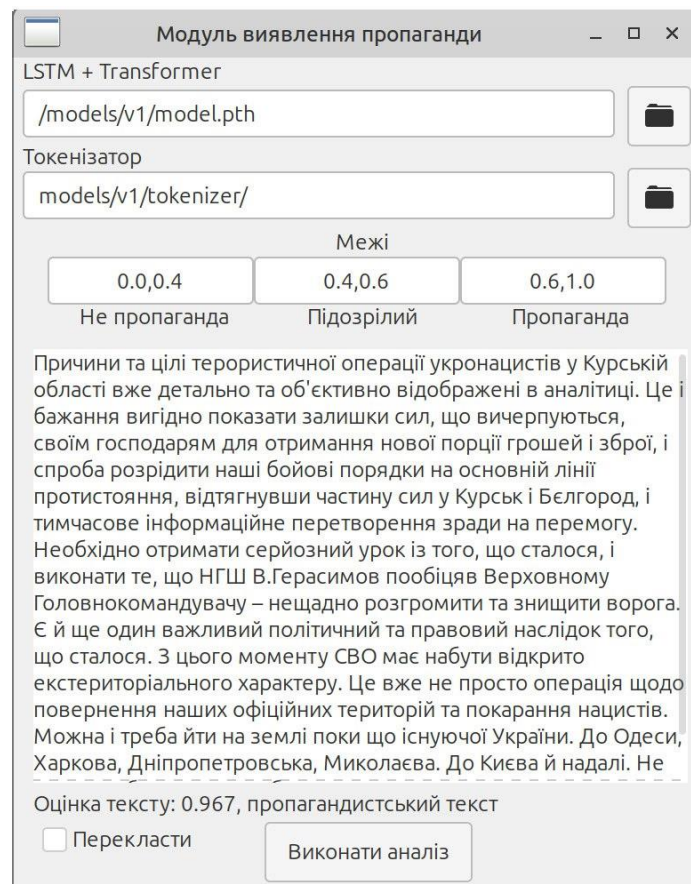 Модуль виявлення пропаганди
LSTM + Transformer
/models/v1/model.pth
Токенізатор
models/v1/tokenizer/
Межі
0.0,0.4 0.4,0.6 0.6,1.0
Не пропаганда Підозрілий Пропаганда
Причини та цілі терористичної операції укронацистів у Курській
області вже детально та об'єктивно відображені в аналітиці. Це і
бажання вигідно показати залишки сил, що вичерпуються,
своїм господарям для отримання нової порції грошей і зброї, і
спроба розрідити наші бойові порядки на основній лінії
протистояння, відтягнувши частину сил у Курськ і Бєлгород, і
тимчасове інформаційне перетворення зради на перемогу.
Необхідно отримати серйозний урок із того, що сталося, і
виконати те, що НГШ В.Герасимов пообіцяв Верховному
Головнокомандувачу – нещадно розгромити та знищити ворога.
Є й ще один важливий політичний та правовий наслідок того,
що сталося. З цього моменту СВО має набути відкрито
екстериторіального характеру. Це вже не просто операція щодо
повернення наших офіційних територій та покарання нацистів.
Можна і треба йти на землі поки що існуючої України. До Одеси,
Харкова, Дніпропетровська, Миколаєва. До Києва й надалі. Не
Оцінка тексту: 0.967, пропагандистський текст
Перекласти
Виконати аналіз